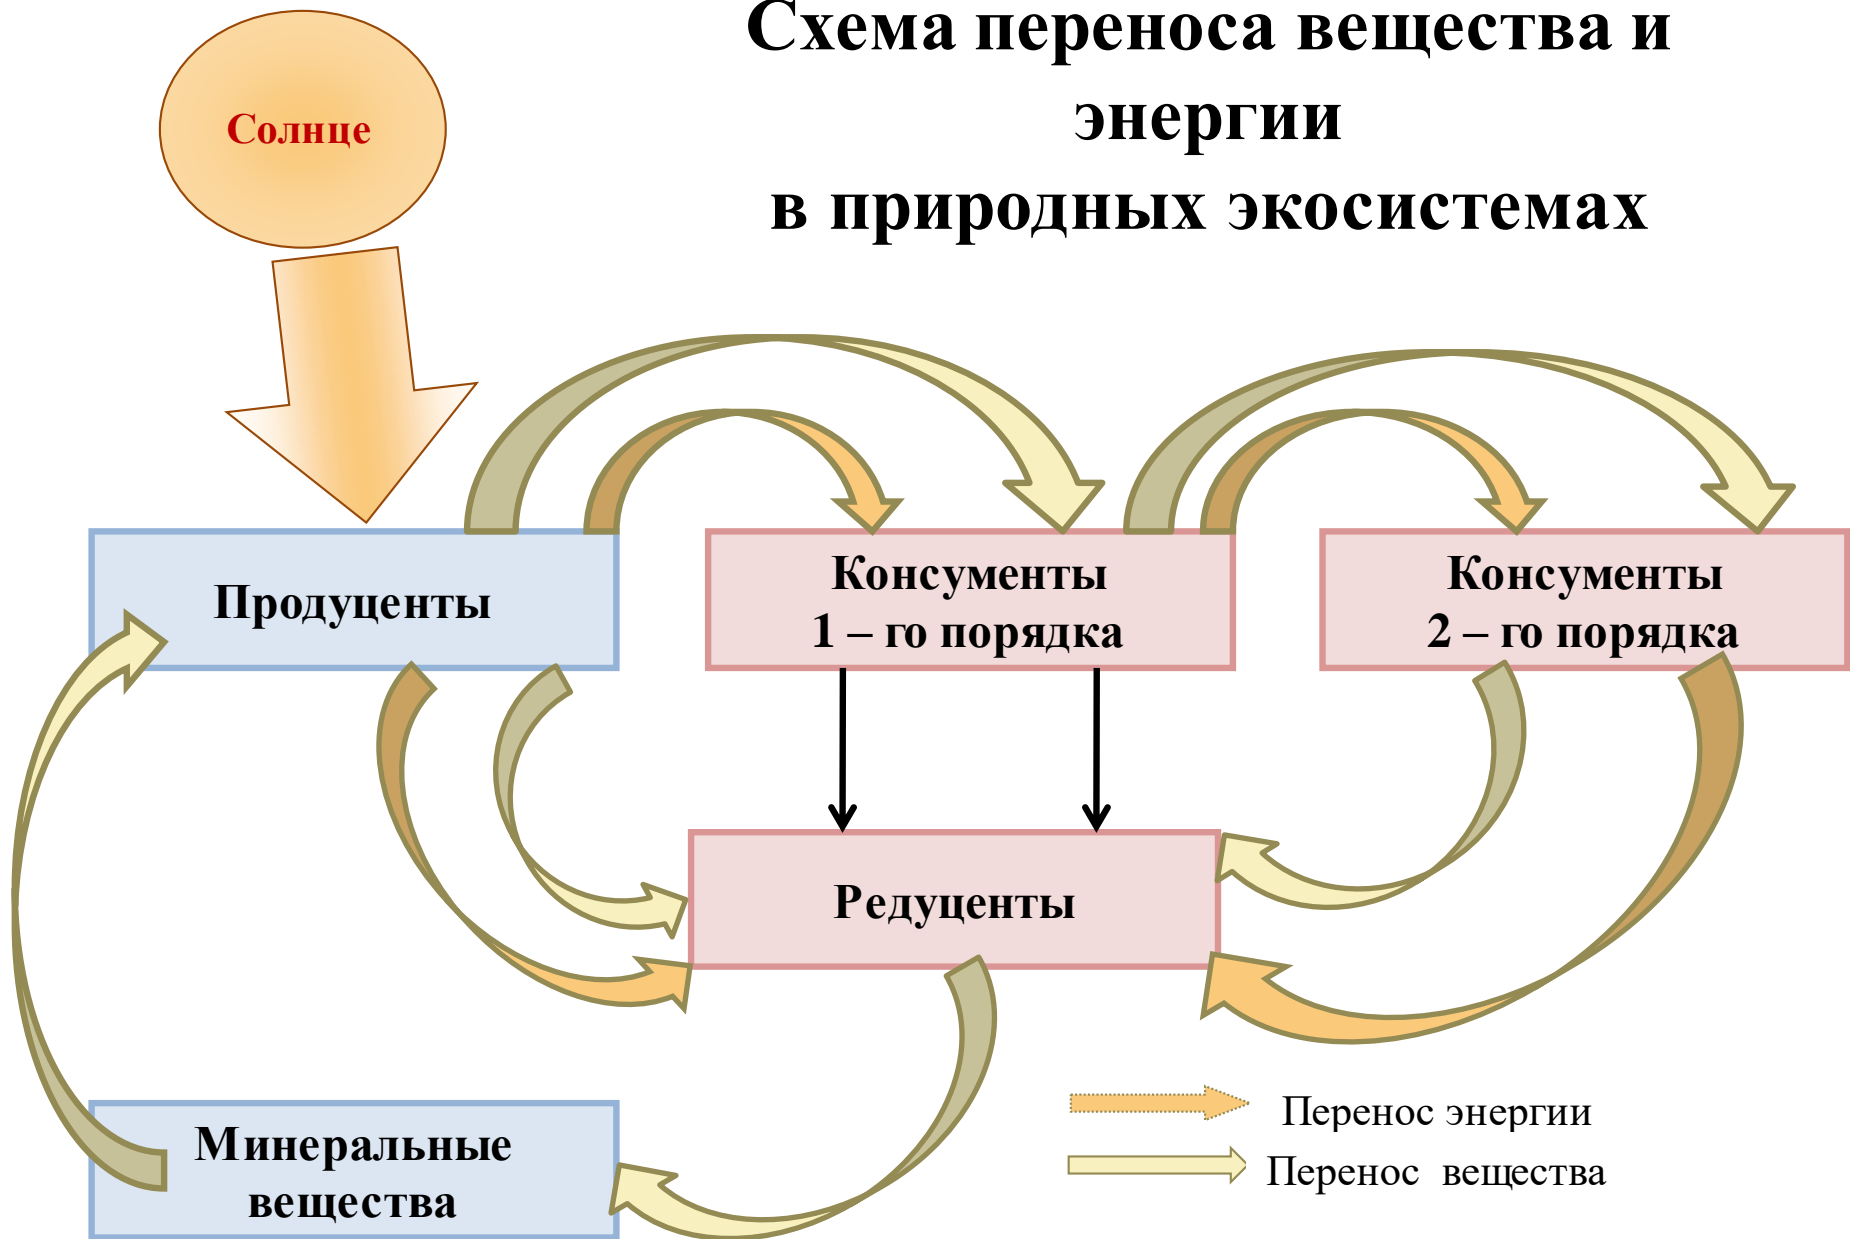 Схема переноса вещества и
энергии
в природных экосистемах
Солнце
Продуценты
Консументы
1 – го порядка
Консументы
2 – го порядка
Редуценты
Минеральные
вещества
Перенос энергии
Перенос вещества